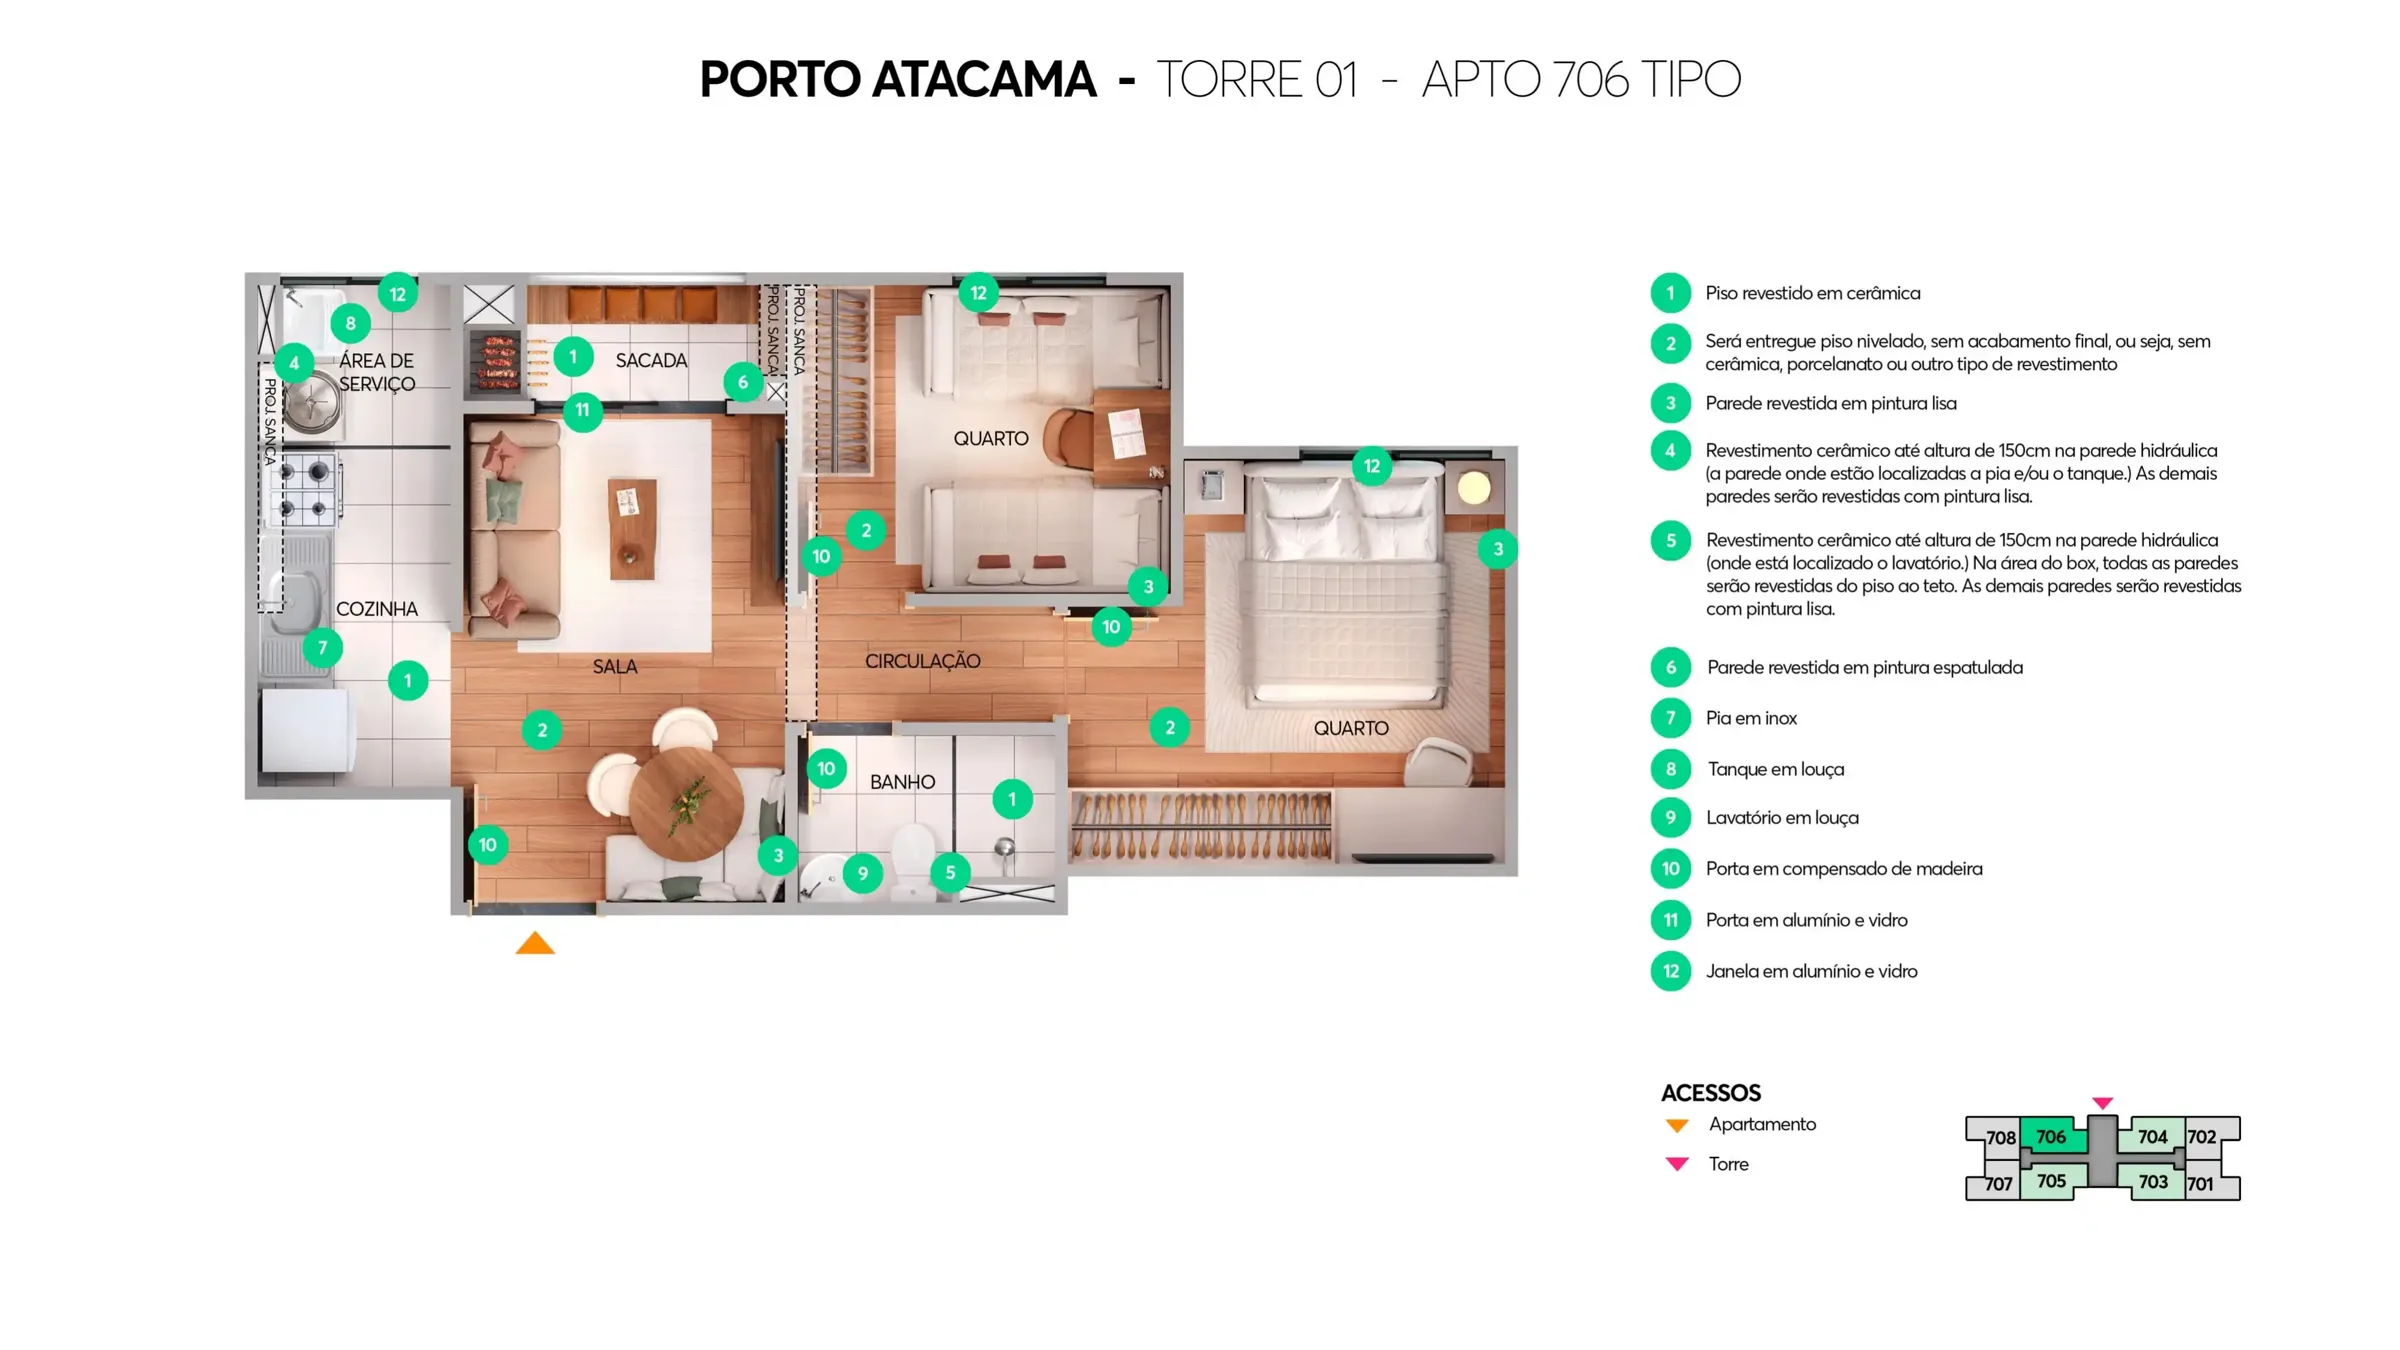 PORTO ATACAMA - TORRE 01 - APTO 706 TIPO
12
8
4
ÁREA DE
SERVIÇO
PROJ. SANCA
1
SACADA
6
PROJ. SANCA
PROJ. SANCA
11
12
QUARTO
2
10
3
12
3
10
COZINHA
7
1
SALA
2
CIRCULAÇÃO
2
QUARTO
10
BANHO
1
10
3
9
5
1 Piso revestido em cerâmica
2 Será entregue piso nivelado, sem acabamento final, ou seja, sem
cerâmica, porcelanato ou outro tipo de revestimento
3 Parede revestida em pintura lisa
4 Revestimento cerâmico até altura de 150cm na parede hidráulica
(a parede onde estão localizadas a pia e/ou o tanque.) As demais
paredes serão revestidas com pintura lisa.
5 Revestimento cerâmico até altura de 150cm na parede hidráulica
(onde está localizado o lavatório.) Na área do box, todas as paredes
serão revestidas do piso ao teto. As demais paredes serão revestidas
com pintura lisa.
6 Parede revestida em pintura espatulada
7 Pia em inox
8 Tanque em louça
9 Lavatório em louça
10 Porta em compensado de madeira
11 Porta em alumínio e vidro
12 Janela em alumínio e vidro
ACESSOS
Apartamento
Torre
708 706 704 702
707 705 703 701